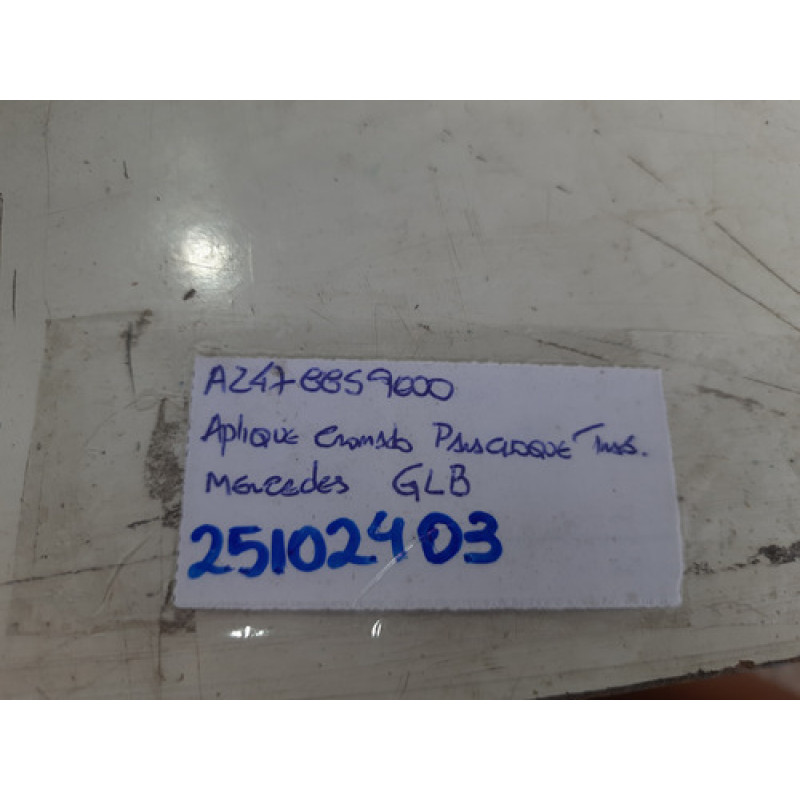 A2478859000
Aplique cromado Parachoque Tras.
Mercedes GLB
25102403